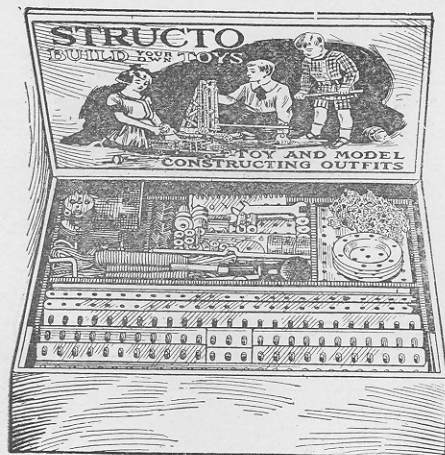 STRUCTO
BUILD YOUR OWN TOYS
TOY AND MODEL
CONSTRUCTING OUTFITS